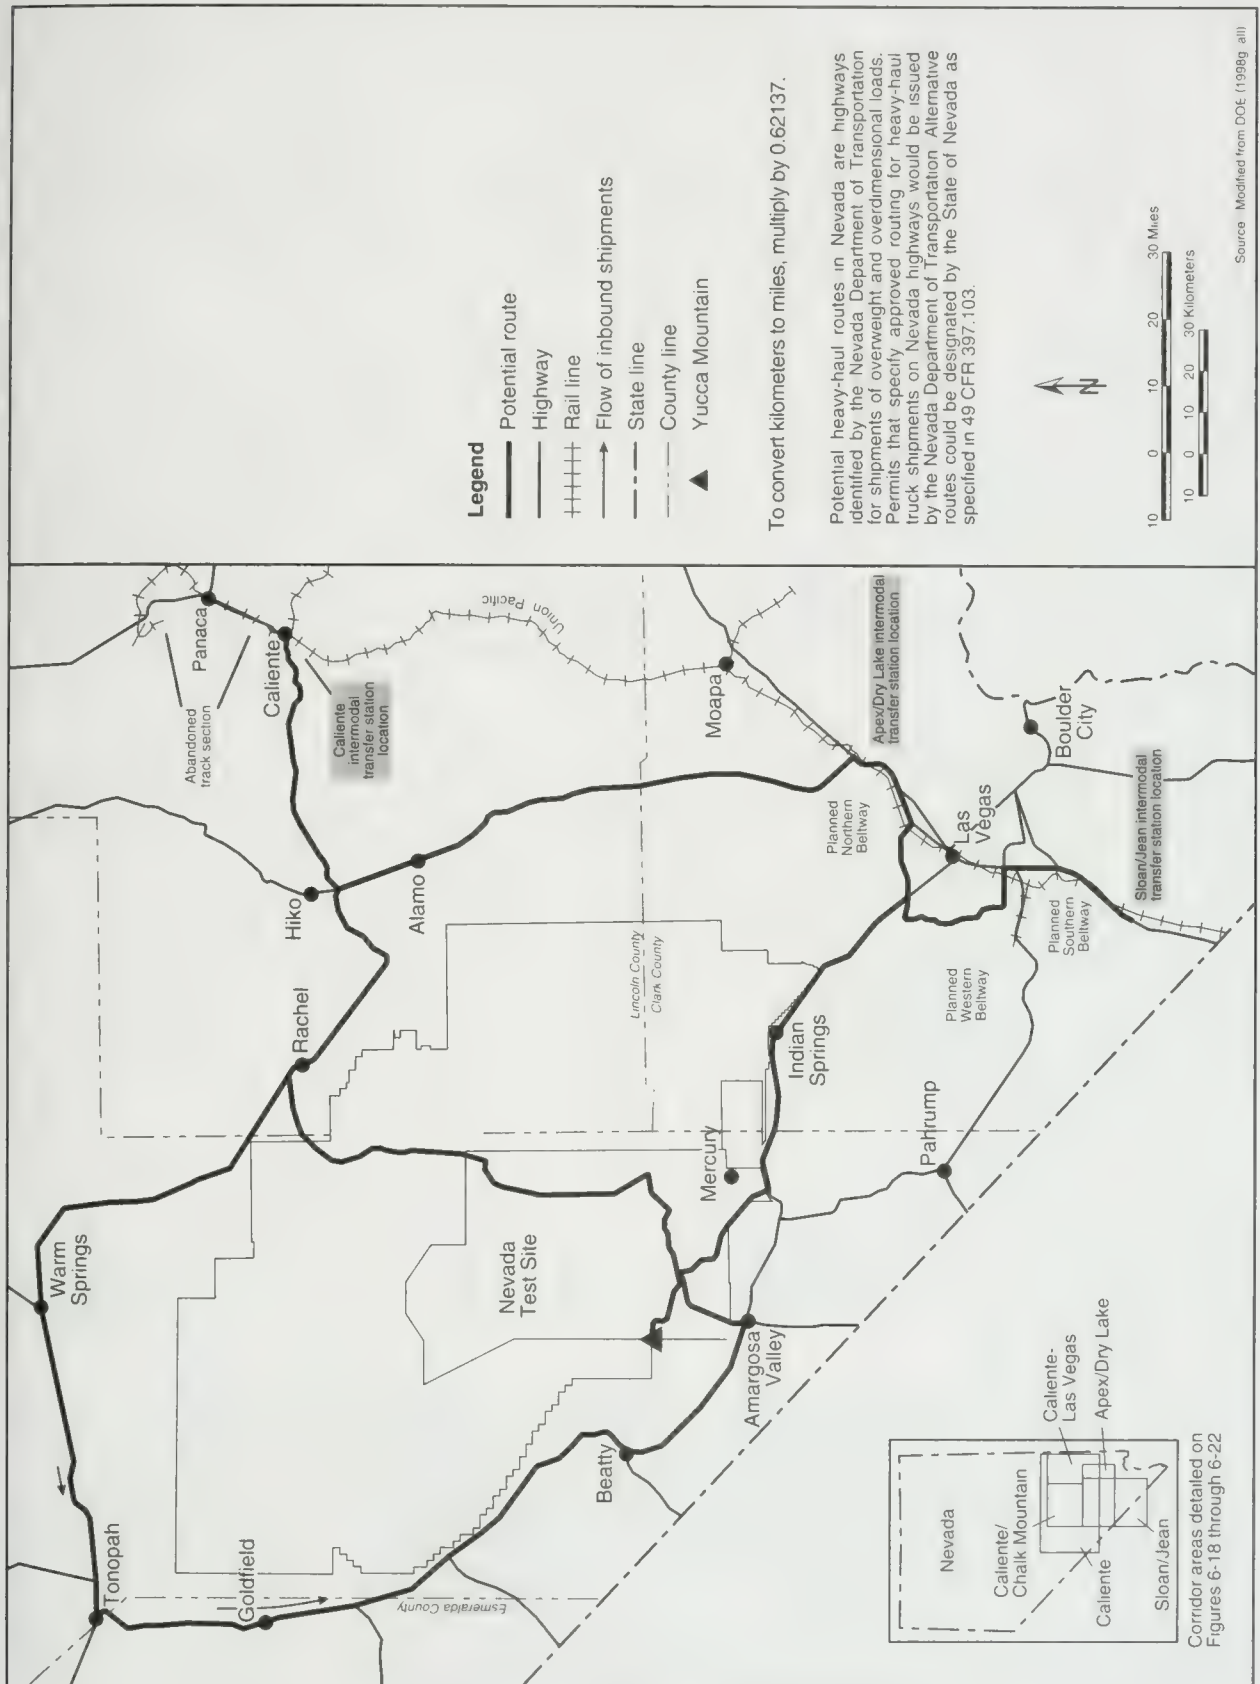 Tonopah
Warm
Springs
Goldfield
Esmeralda County
Beatty
Nevada
Test Site
Amargosa
Valley
Rachel
Hiko
Alamo
Mercury
Indian
Springs
Pahrump
Lincoln County
Clark County
Panaca
Caliente
Abandoned
track section
Caliente
intermodal
transfer station
location
Union Pacific
Moapa
Apex/Dry Lake intermodal
transfer station location
Planned
Northern
Beltway
Las
Vegas
Boulder
City
Planned
Western
Beltway
Planned
Southern
Beltway
Sloan/Jean intermodal
transfer station location
Nevada
Caliente/
Chalk Mountain
Caliente
Caliente-
Las Vegas
Apex/Dry Lake
Sloan/Jean
Corridor areas detailed on
Figures 6-18 through 6-22
Legend
Potential route
Highway
Rail line
Flow of inbound shipments
State line
County line
Yucca Mountain
To convert kilometers to miles, multiply by 0.62137.
Potential heavy-haul routes in Nevada are highways
identified by the Nevada Department of Transportation
for shipments of overweight and overdimensional loads.
Permits that specify approved routing for heavy-haul
truck shipments on Nevada highways would be issued
by the Nevada Department of Transportation Alternative
routes could be designated by the State of Nevada as
specified in 49 CFR 397.103.
N
10 0 10 20 30 Miles
10 0 10 20 30 Kilometers
Source Modified from DOE (1998g all)